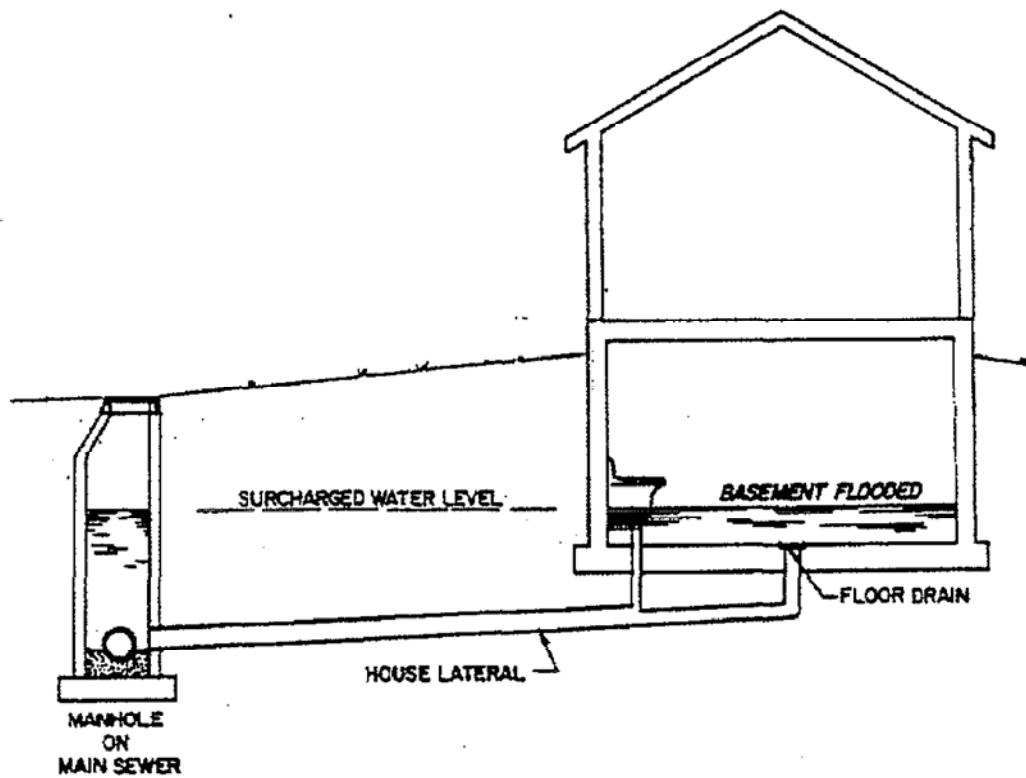 SURCHARGED WATER LEVEL
BASEMENT FLOODED
FLOOR DRAIN
HOUSE LATERAL
MANHOLE
ON
MAIN SEWER